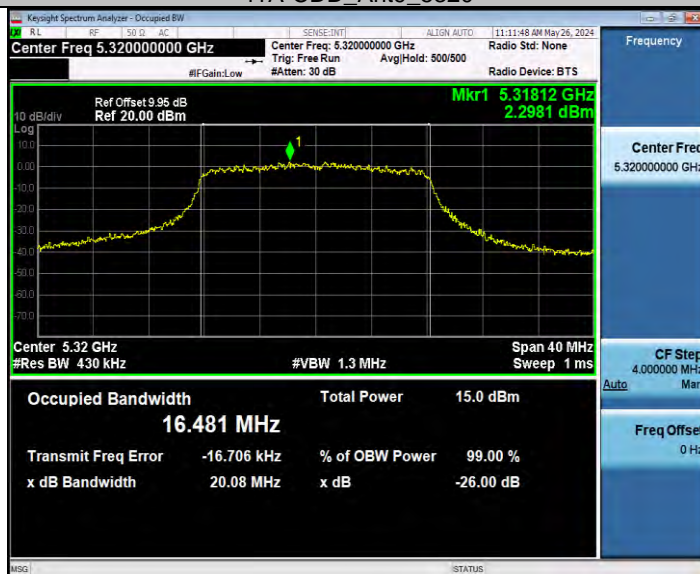 Keysight Spectrum Analyzer - Occupied BW
RL RF 50 Ω AC SENSE:INT ALIGN AUTO 11:11:48 AM May 26, 2024
Center Freq 5.320000000 GHz
Center Freq: 5.320000000 GHz
Radio Std: None
Trig: Free Run Avg|Hold: 500/500
#IFGain:Low #Atten: 30 dB Radio Device: BTS
Ref Offset 9.95 dB
10 dB/div Ref 20.00 dBm
Mkr1 5.31812 GHz
2.2981 dBm
Log
10.0
0.00
-10.0
-20.0
-30.0
-40.0
-50.0
-60.0
-70.0
1
Center 5.32 GHz Span 40 MHz
#Res BW 430 kHz #VBW 1.3 MHz Sweep 1 ms
Occupied Bandwidth Total Power 15.0 dBm
16.481 MHz
Transmit Freq Error -16.706 kHz % of OBW Power 99.00 %
x dB Bandwidth 20.08 MHz x dB -26.00 dB
Frequency
Center Freq
5.320000000 GHz
CF Step
4.000000 MHz
Auto Man
Freq Offset
0 Hz
MSG STATUS